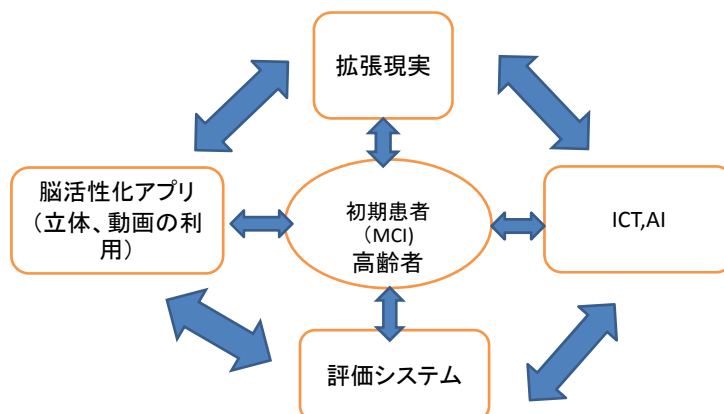 拡張現実
脳活性化アプリ
（立体、動画の利
用）
初期患者
（MCI)
高齢者
ICT,AI
評価システム